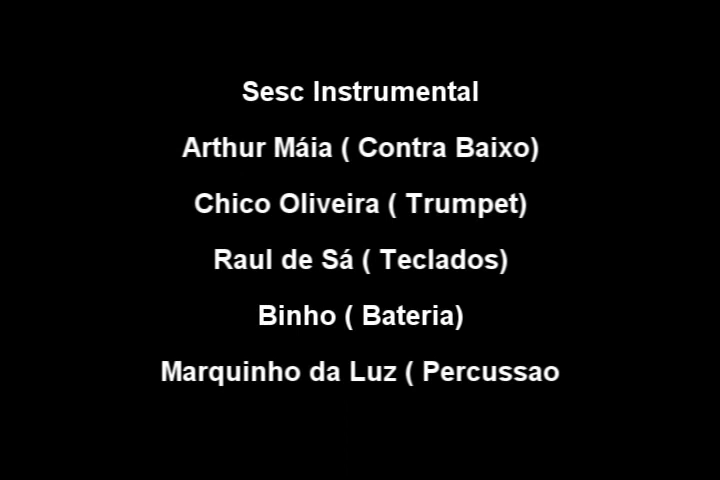 Sesc Instrumental
Arthur Máia ( Contra Baixo)
Chico Oliveira ( Trumpet)
Raul de Sá ( Teclados)
Binho ( Bateria)
Marquinho da Luz ( Percussao